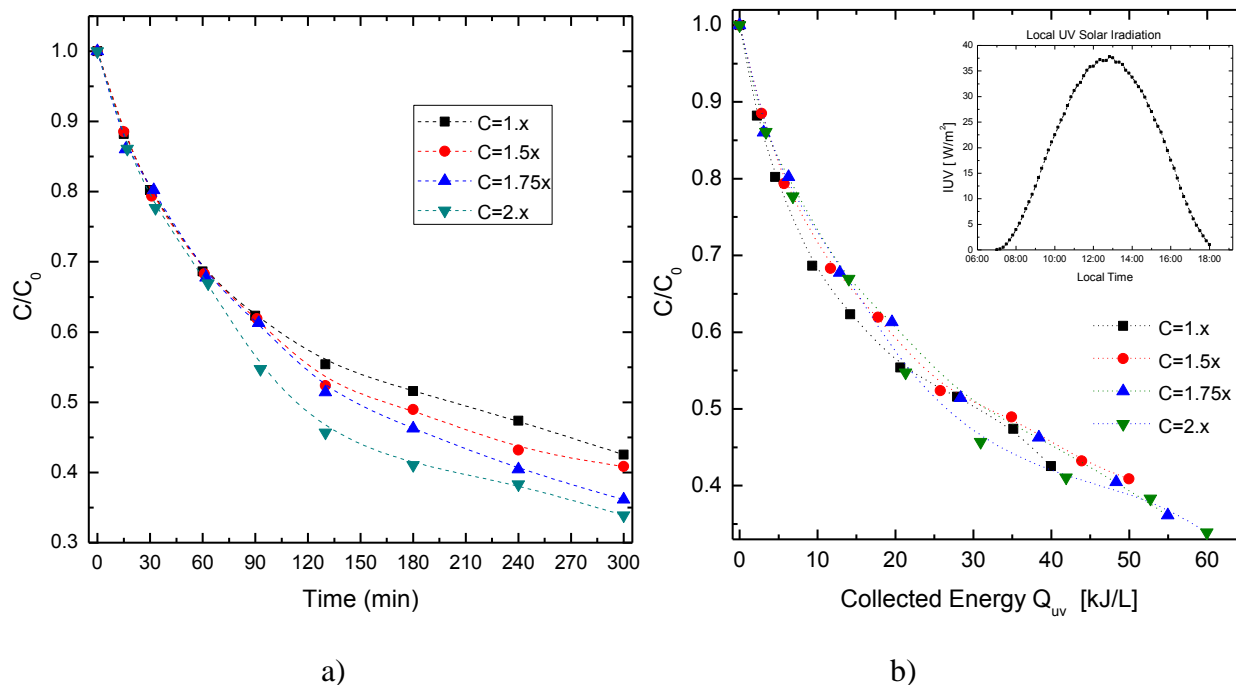 1.0
0.9
0.8
0.7
0.6
0.5
0.4
0.3
C/C0
0 30 60 90 120 150 180 210 240 270 300
Time (min)
C=1.x
C=1.5x
C=1.75x
C=2.x
a)
1.0
0.9
0.8
0.7
0.6
0.5
0.4
C/C0
0 10 20 30 40 50 60
Collected Energy Quv [kJ/L]
Local UV Solar Irradiation
40
35
30
25
20
15
10
5
0
IUV [ W/m²]
06:00 08:00 10:00 12:00 14:00 16:00 18:00
Local Time
C=1.x
C=1.5x
C=1.75x
C=2.x
b)